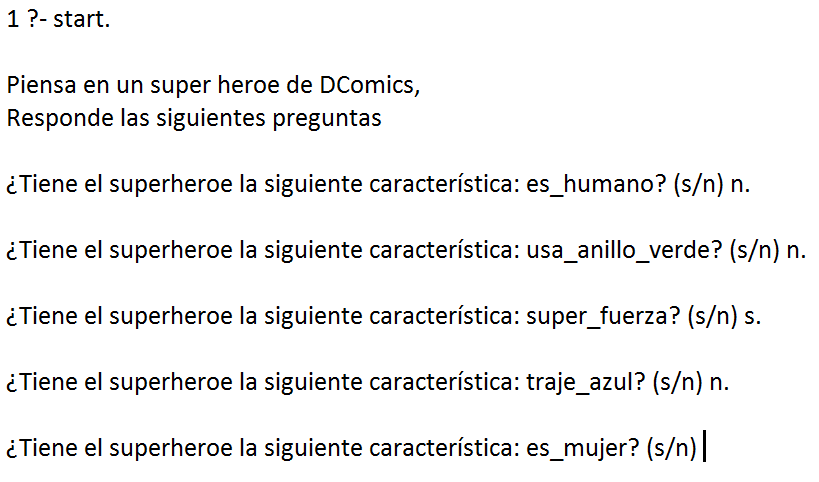 1 ?- start.
Piensa en un super heroe de DComics,
Responde las siguientes preguntas
¿Tiene el superheroe la siguiente característica: es_humano? (s/n) n.
¿Tiene el superheroe la siguiente característica: usa_anillo_verde? (s/n) n.
¿Tiene el superheroe la siguiente característica: super_fuerza? (s/n) s.
¿Tiene el superheroe la siguiente característica: traje_azul? (s/n) n.
¿Tiene el superheroe la siguiente característica: es_mujer? (s/n)